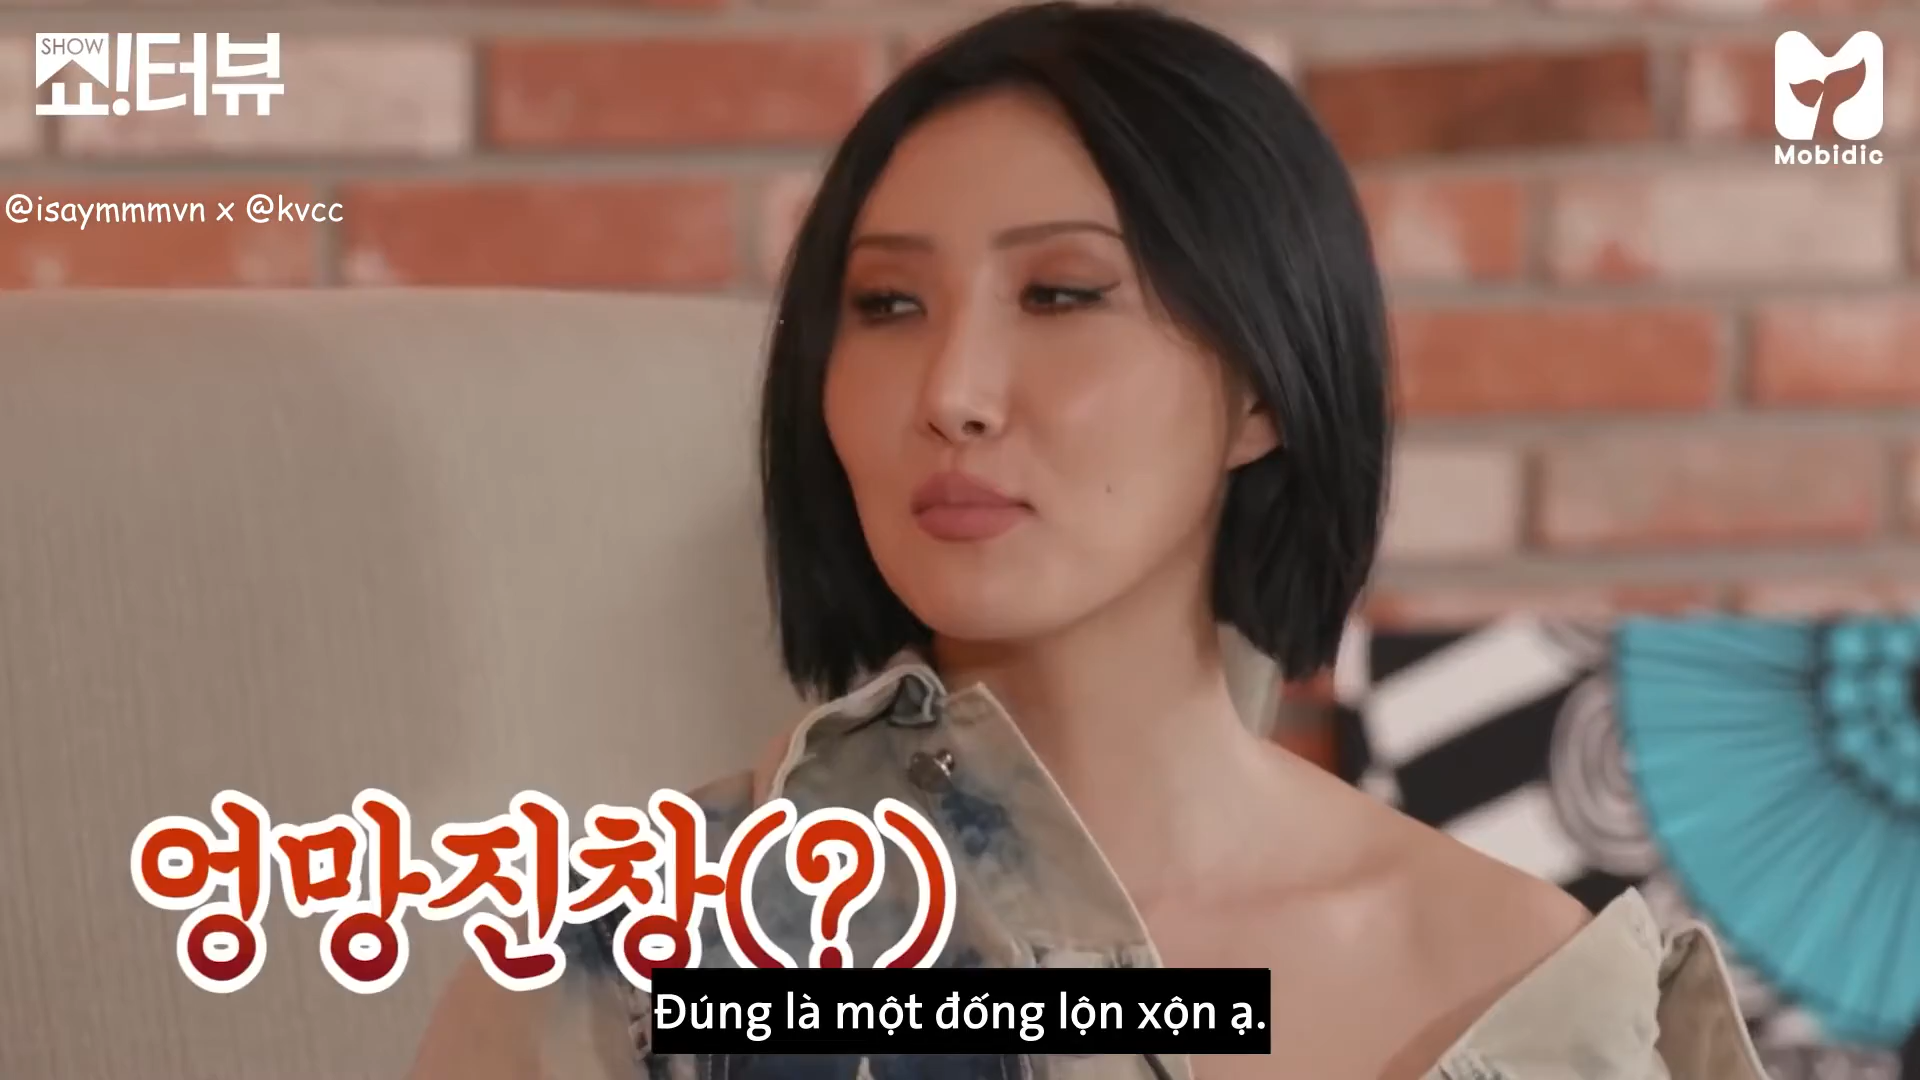 SHOW
쇼!터뷰
Mobidic
@isaymmmvn x @kvcc
엉망진창(?)
Đúng là một đống lộn xộn ạ.